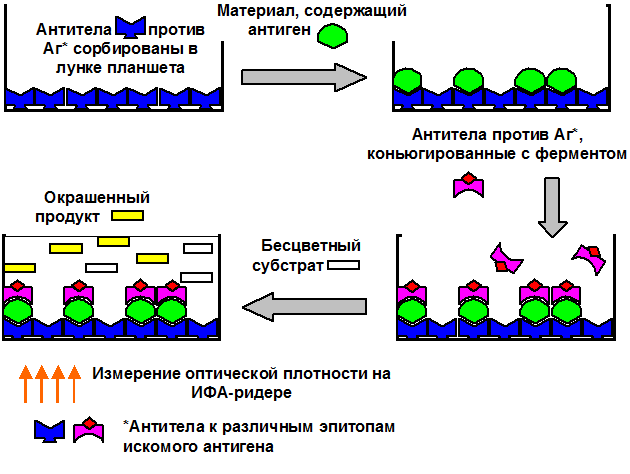 Антитела против
Аг* сорбированы в
лунке планшета
Материал, содержащий
антиген
Антитела против Аг*,
коньюгированные с ферментом
Окрашенный
продукт
Бесцветный
субстрат
Измерение оптической плотности на
ИФА-ридере
*Антитела к различным эпитопам
искомого антигена